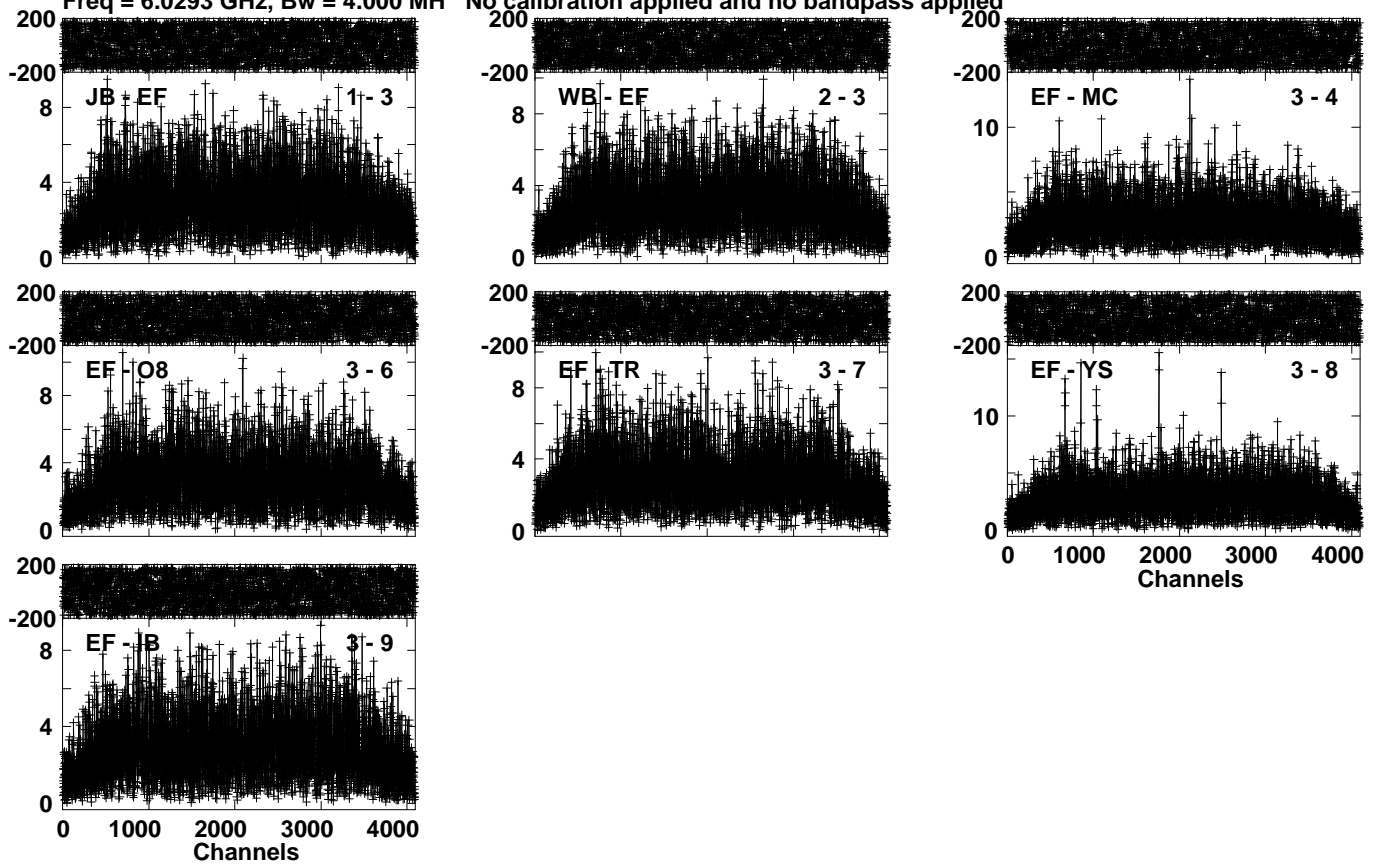 Freq = 6.0293 GHz, Bw = 4.000 MH No calibration applied and no bandpass applied
200 200 200
-200 -200 -200
JB - EF 1 - 3 WB - EF 2 - 3 EF - MC 3 - 4
8 8 10
4 4
0 0 0
200 200 200
-200 -200 -200
EF - O8 3 - 6 EF - TR 3 - 7 EF - YS 3 - 8
8 8 10
4 4
0 0 0
0 1000 2000 3000 4000
Channels
200
-200
EF - IB 3 - 9
8
4
0
0 1000 2000 3000 4000
Channels